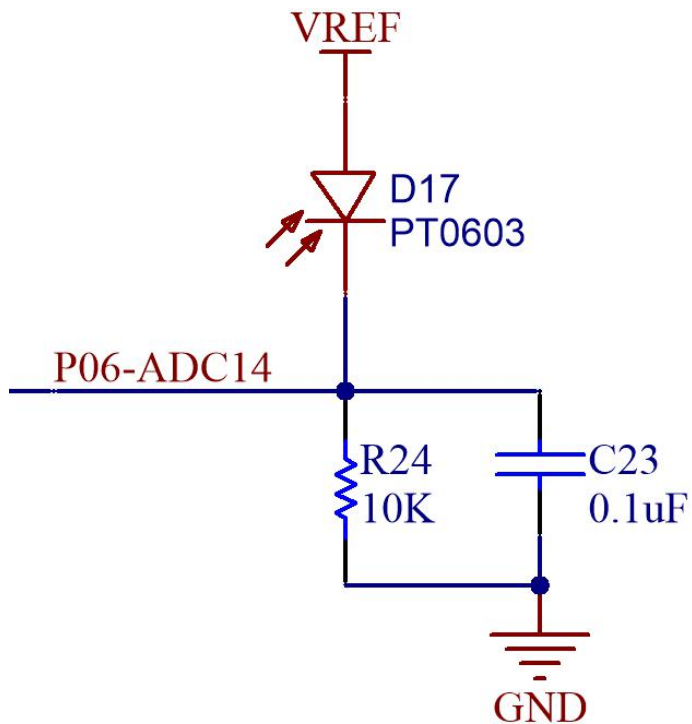 VREF
D17
PT0603
P06-ADC14
R24
10K
C23
0.1uF
GND